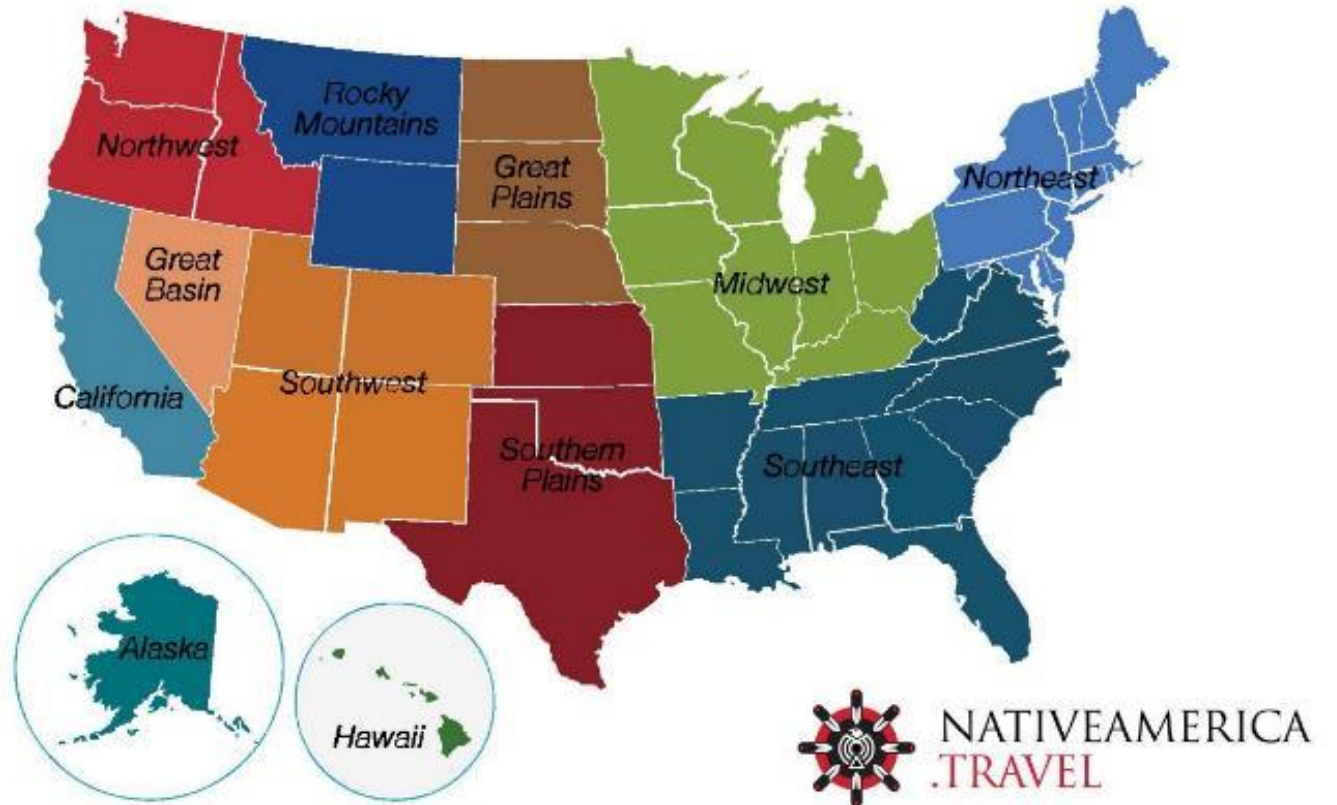 Rocky
Mountains
Northwest
Great
Plains
Northeast
Great
Basin
Midwest
California
Southwest
Southern
Plains
Southeast
Alaska
Hawaii
NATIVEAMERICA
.TRAVEL